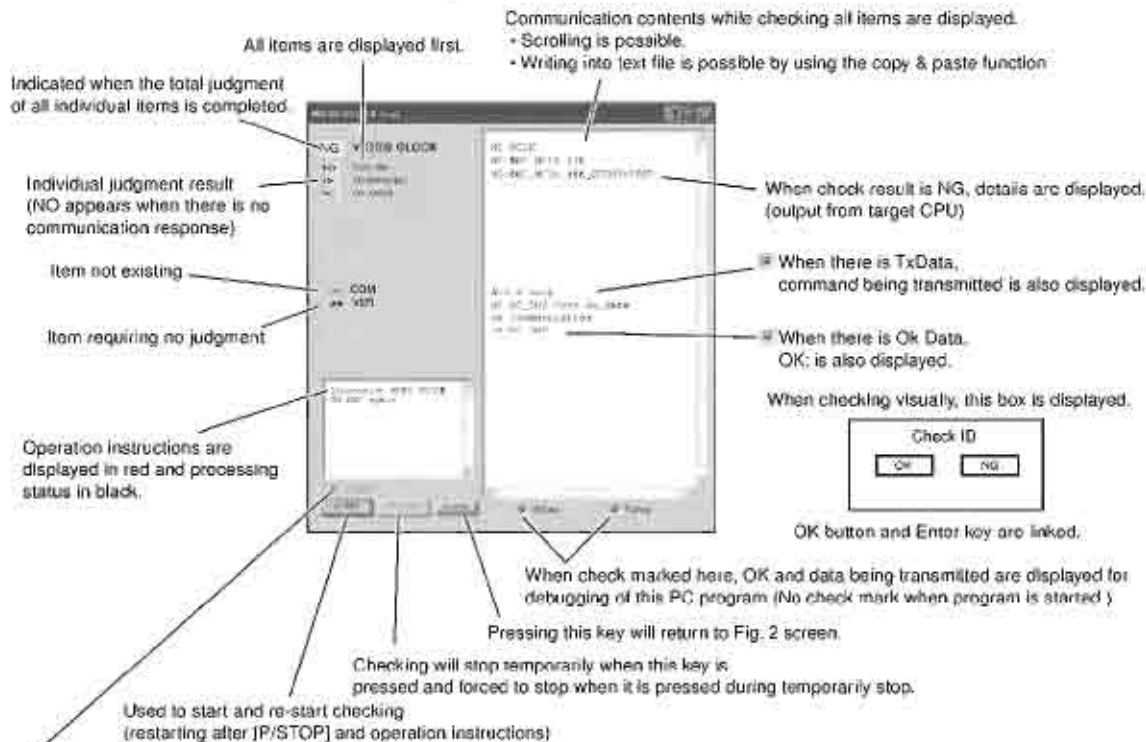 Communication contents while checking all items are displayed.
• Scrolling is possible.
• Writing into text file is possible by using the copy & paste function
All items are displayed first.
Indicated when the total judgment
of all individual items is completed.
NG VIDEO BLOCK
Individual judgment result
(NO appears when there is no
communication response)
When check result is NG, details are displayed.
(output from target CPU)
Item not existing
COM
Item requiring no judgment
When there is TxData,
command being transmitted is also displayed.
When there is Ok Data,
OK: is also displayed.
When checking visually, this box is displayed.
Check ID
OK NG
OK button and Enter key are linked.
Operation instructions are
displayed in red and processing
status in black.
When check marked here, OK and data being transmitted are displayed for
debugging of this PC program (No check mark when program is started.)
Pressing this key will return to Fig. 2 screen.
Checking will stop temporarily when this key is
pressed and forced to stop when it is pressed during temporarily stop.
Used to start and re-start checking
(restarting after [P/STOP] and operation instructions)